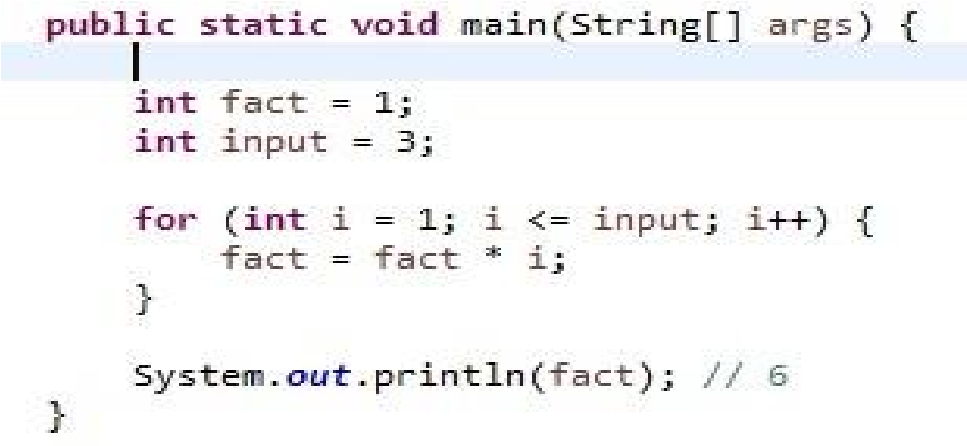 public static void main(String[] args) {
int fact = 1;
int input = 3;
for (int i = 1; i <= input; i++) {
fact = fact * i;
}
System.out.println(fact); // 6
}